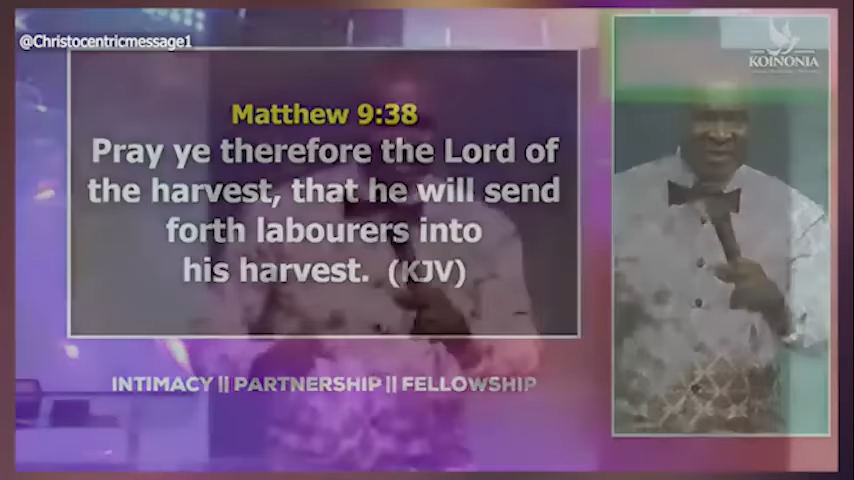 @Christocentricmessage1
KOINONIA
Matthew 9:38
Pray ye therefore the Lord of
the harvest, that he will send
forth labourers into
his harvest. (KJV)
INTIMACY || PARTNERSHIP || FELLOWSHIP